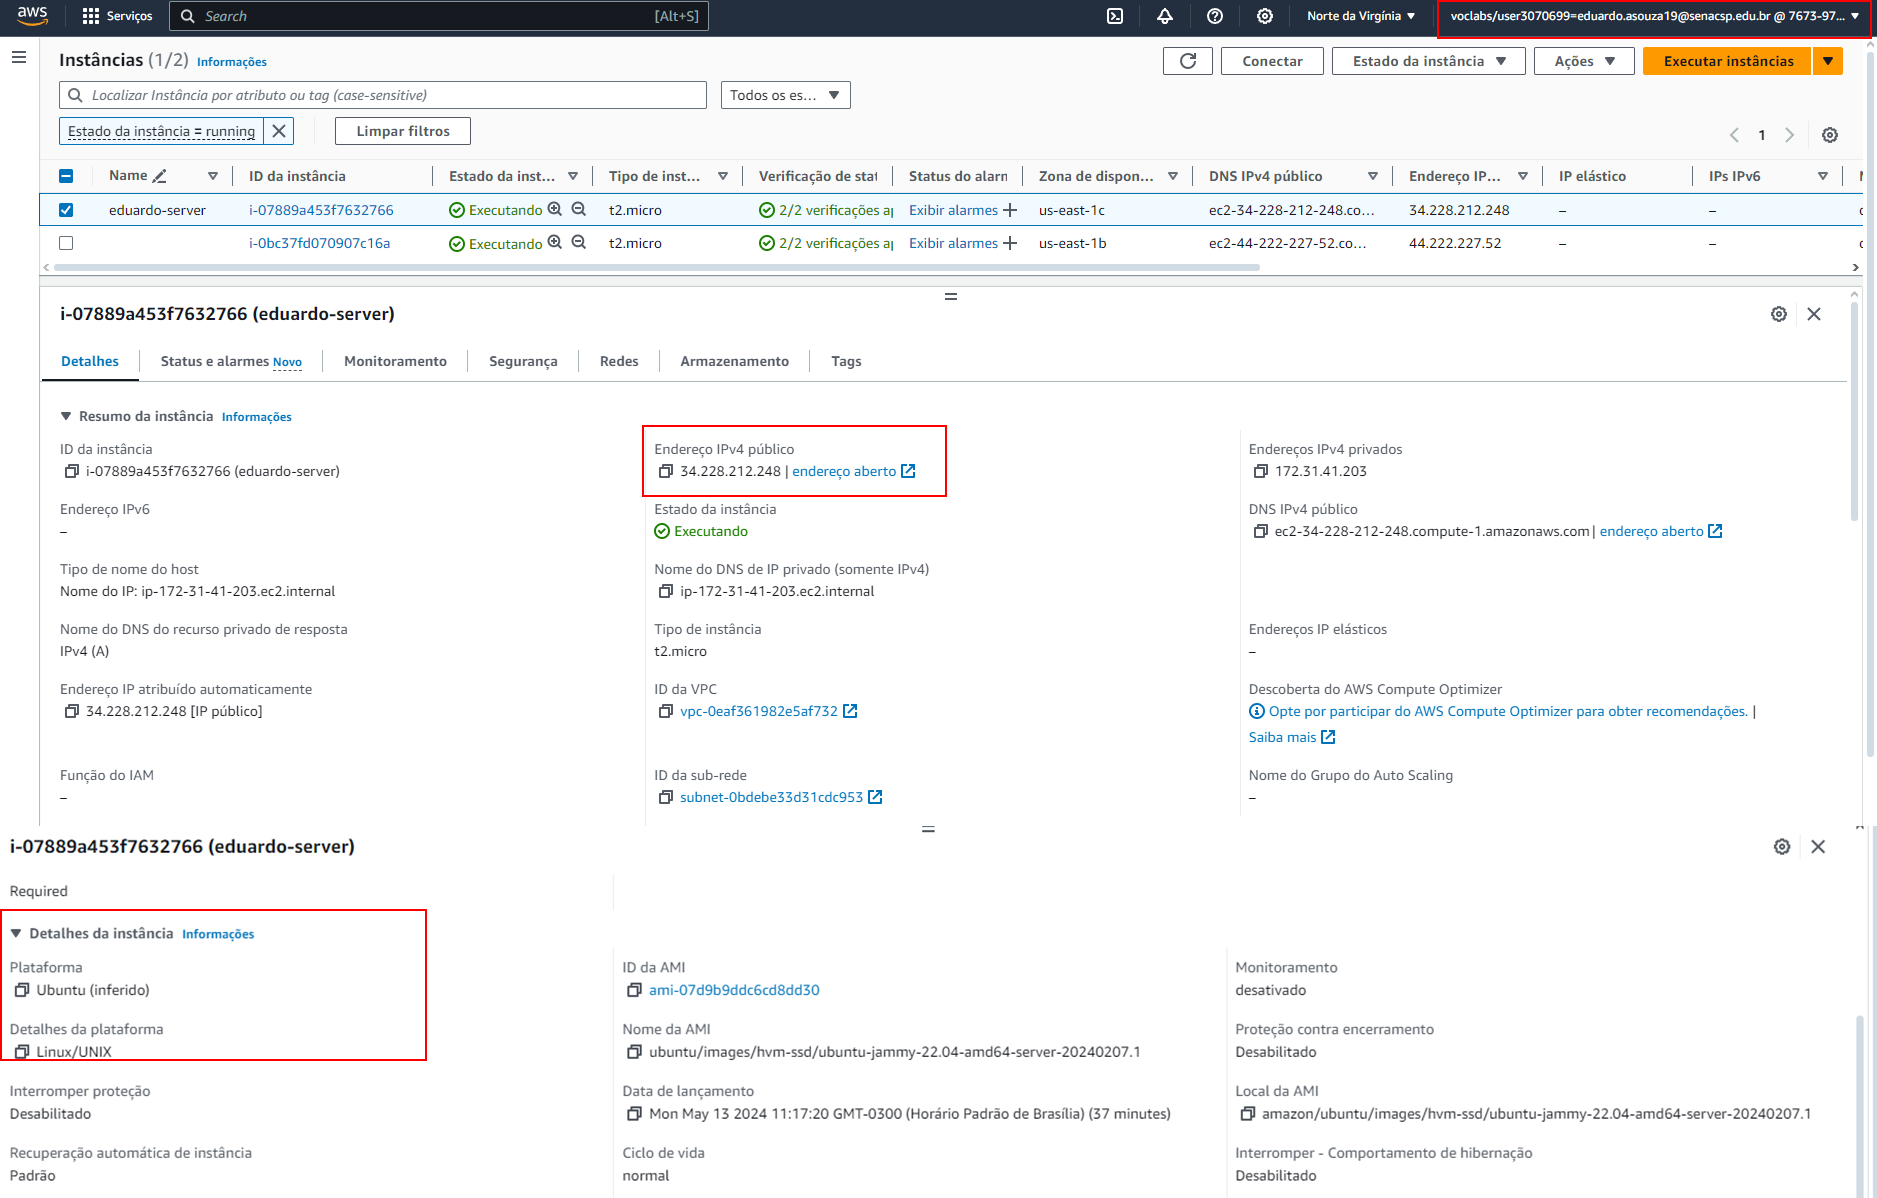 aws
Serviços
Search
[Alt+S]
Norte da Virgínia
voclabs/user3070699=eduardo.asouza19@senacsp.edu.br @ 7673-97...
Instâncias (1/2) Informações
Conectar
Estado da instância
Ações
Executar instâncias
Localizar Instância por atributo ou tag (case-sensitive)
Todos os es...
Estado da instância = running
Limpar filtros
1
Name
ID da instância
Estado da inst...
Tipo de inst...
Verificação de stat
Status do alarn
Zona de dispon...
DNS IPv4 público
Endereço IP...
IP elástico
IPs IPv6
eduardo-server
i-07889a453f7632766
Executando
t2.micro
2/2 verificações a
Exibir alarmes
us-east-1c
ec2-34-228-212-248.co...
34.228.212.248
–
–
i-0bc37fd070907c16a
Executando
t2.micro
2/2 verificações a
Exibir alarmes
us-east-1b
ec2-44-222-227-52.co...
44.222.227.52
–
–
i-07889a453f7632766 (eduardo-server)
Detalhes
Status e alarmes Novo
Monitoramento
Segurança
Redes
Armazenamento
Tags
Resumo da instância Informações
ID da instância
i-07889a453f7632766 (eduardo-server)
Endereço IPv4 público
34.228.212.248 | endereço aberto
Endereços IPv4 privados
172.31.41.203
Endereço IPv6
–
Estado da instância
Executando
DNS IPv4 público
ec2-34-228-212-248.compute-1.amazonaws.com | endereço aberto
Tipo de nome do host
Nome do IP: ip-172-31-41-203.ec2.internal
Nome do DNS de IP privado (somente IPv4)
ip-172-31-41-203.ec2.internal
Nome do DNS do recurso privado de resposta
IPv4 (A)
Tipo de instância
t2.micro
Endereços IP elásticos
–
Endereço IP atribuído automaticamente
34.228.212.248 [IP público]
ID da VPC
vpc-0eaf361982e5af732
Descoberta do AWS Compute Optimizer
Opte por participar do AWS Compute Optimizer para obter recomendações. |
Saiba mais
Função do IAM
–
ID da sub-rede
subnet-0bdebe33d31cdc953
Nome do Grupo do Auto Scaling
–
i-07889a453f7632766 (eduardo-server)
Required
Detalhes da instância Informações
Plataforma
Ubuntu (inferido)
ID da AMI
ami-07d9b9ddc6cd8dd30
Monitoramento
desativado
Detalhes da plataforma
Linux/UNIX
Nome da AMI
ubuntu/images/hvm-ssd/ubuntu-jammy-22.04-amd64-server-20240207.1
Proteção contra encerramento
Desabilitado
Interromper proteção
Desabilitado
Data de lançamento
Mon May 13 2024 11:17:20 GMT-0300 (Horário Padrão de Brasília) (37 minutes)
Local da AMI
amazon/ubuntu/images/hvm-ssd/ubuntu-jammy-22.04-amd64-server-20240207.1
Recuperação automática de instância
Padrão
Ciclo de vida
normal
Interromper - Comportamento de hibernação
Desabilitado